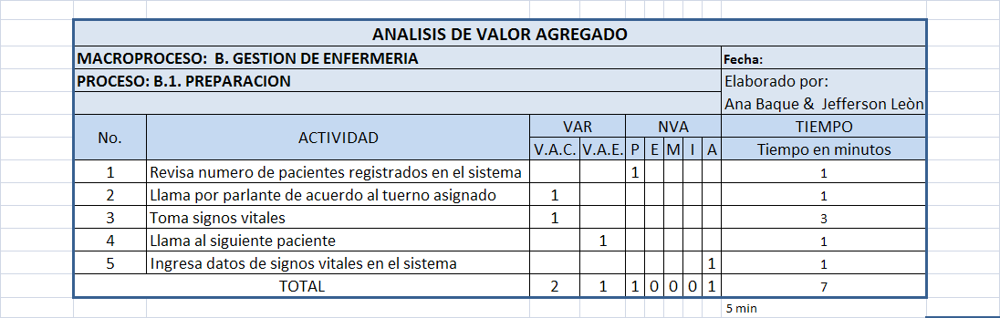 ANALISIS DE VALOR AGREGADO
MACROPROCESO: B. GESTION DE ENFERMERIA Fecha:
PROCESO: B.1. PREPARACION Elaborado por:
Ana Baque & Jefferson Leòn
No. ACTIVIDAD VAR NVA TIEMPO
V.A.C. V.A.E. P E M I A Tiempo en minutos
1 Revisa numero de pacientes registrados en el sistema 1 1
2 Llama por parlante de acuerdo al tuerno asignado 1 1
3 Toma signos vitales 1 3
4 Llama al siguiente paciente 1 1
5 Ingresa datos de signos vitales en el sistema 1 1
TOTAL 2 1 1 0 0 0 1 7
5 min